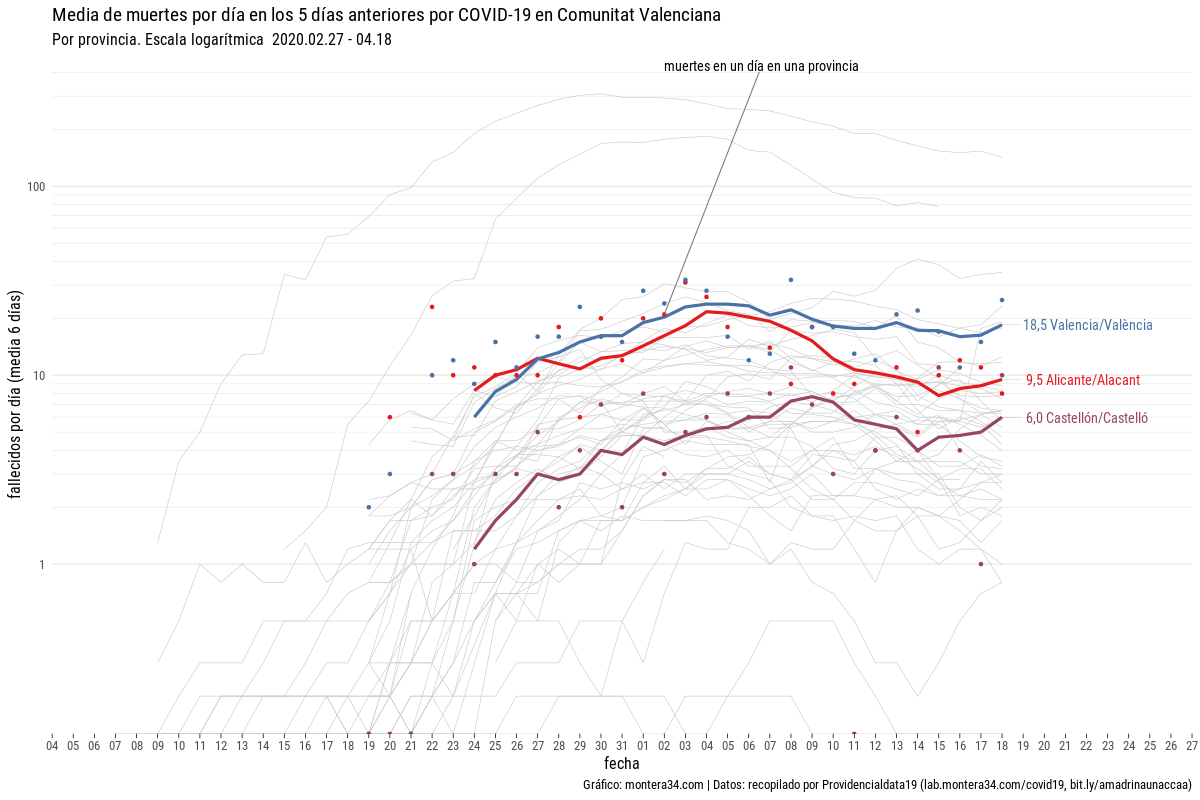 Media de muertes por día en los 5 días anteriores por COVID-19 en Comunitat Valenciana
Por provincia. Escala logarítmica  2020.02.27 - 04.18
muertes en un día en una provincia
100
10
1
fallecidos por día (media 6 días)
18,5 Valencia/València
9,5 Alicante/Alacant
6,0 Castellón/Castelló
04 05 06 07 08 09 10 11 12 13 14 15 16 17 18 19 20 21 22 23 24 25 26 27 28 29 30 31 01 02 03 04 05 06 07 08 09 10 11 12 13 14 15 16 17 18 19 20 21 22 23 24 25 26 27
fecha
Gráfico: montera34.com | Datos: recopilado por Providencialdata19 (lab.montera34.com/covid19, bit.ly/amadrinaunaccaa)